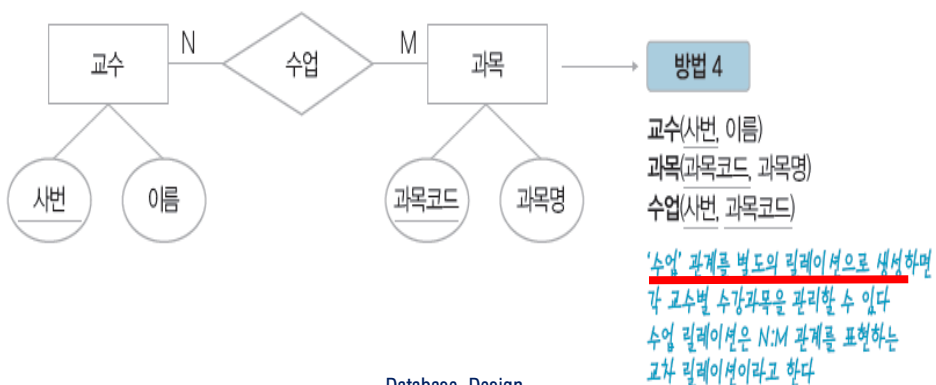 교수
N
수업
M
과목
방법 4
사번
이름
과목코드
과목명
교수(사번, 이름)
과목(과목코드, 과목명)
수업(사번, 과목코드)
'수업' 관계를 별도의 릴레이션으로 생성하면
각 교수별 수강과목을 관리할 수 있다
수업 릴레이션은 N:M 관계를 표현하는
교차 릴레이션이라고 한다
Database Design